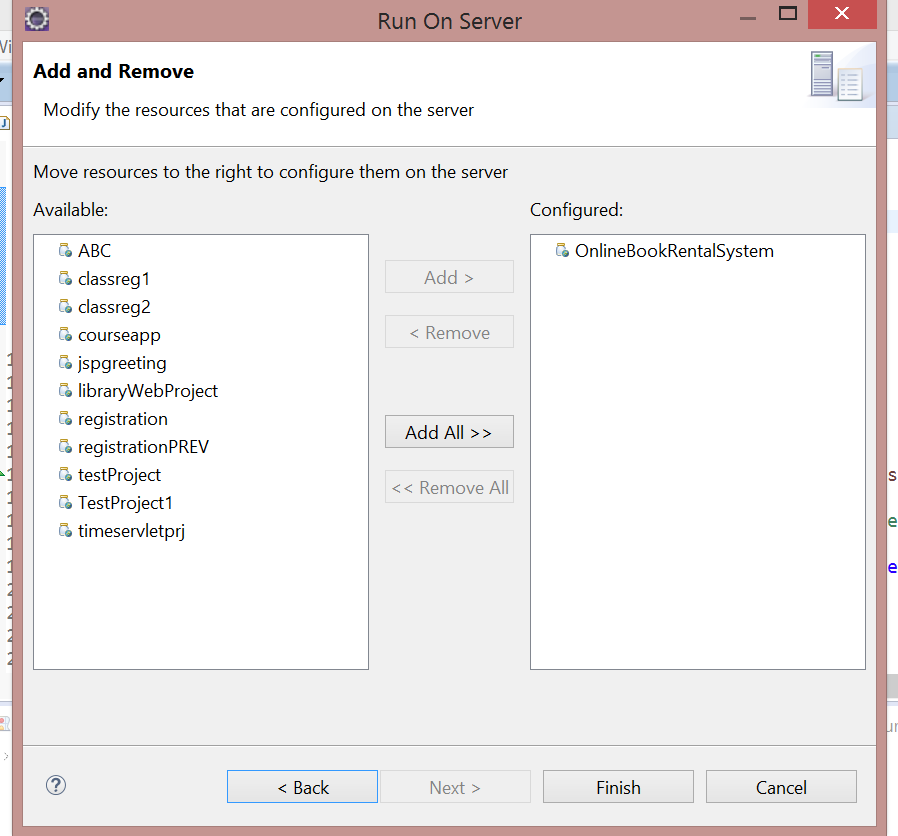 Run On Server
Add and Remove
Modify the resources that are configured on the server
Move resources to the right to configure them on the server
Available:
ABC
classreg1
classreg2
courseapp
jspgreeting
libraryWebProject
registration
registrationPREV
testProject
TestProject1
timeservletprj
Add >
< Remove
Add All >>
<< Remove All
Configured:
OnlineBookRentalSystem
?
< Back
Next >
Finish
Cancel